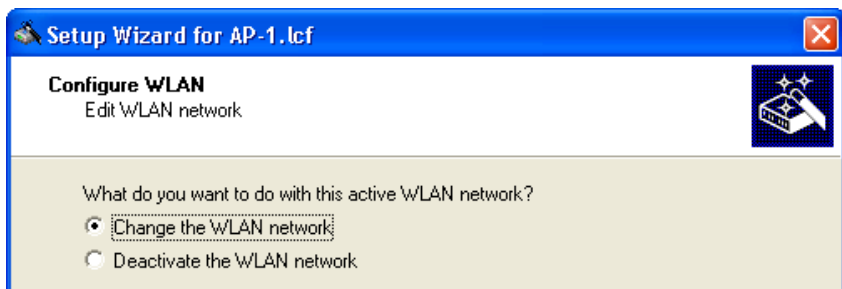 Setup Wizard for AP-1.lcf
Configure WLAN
Edit WLAN network
What do you want to do with this active WLAN network?
Change the WLAN network
Deactivate the WLAN network